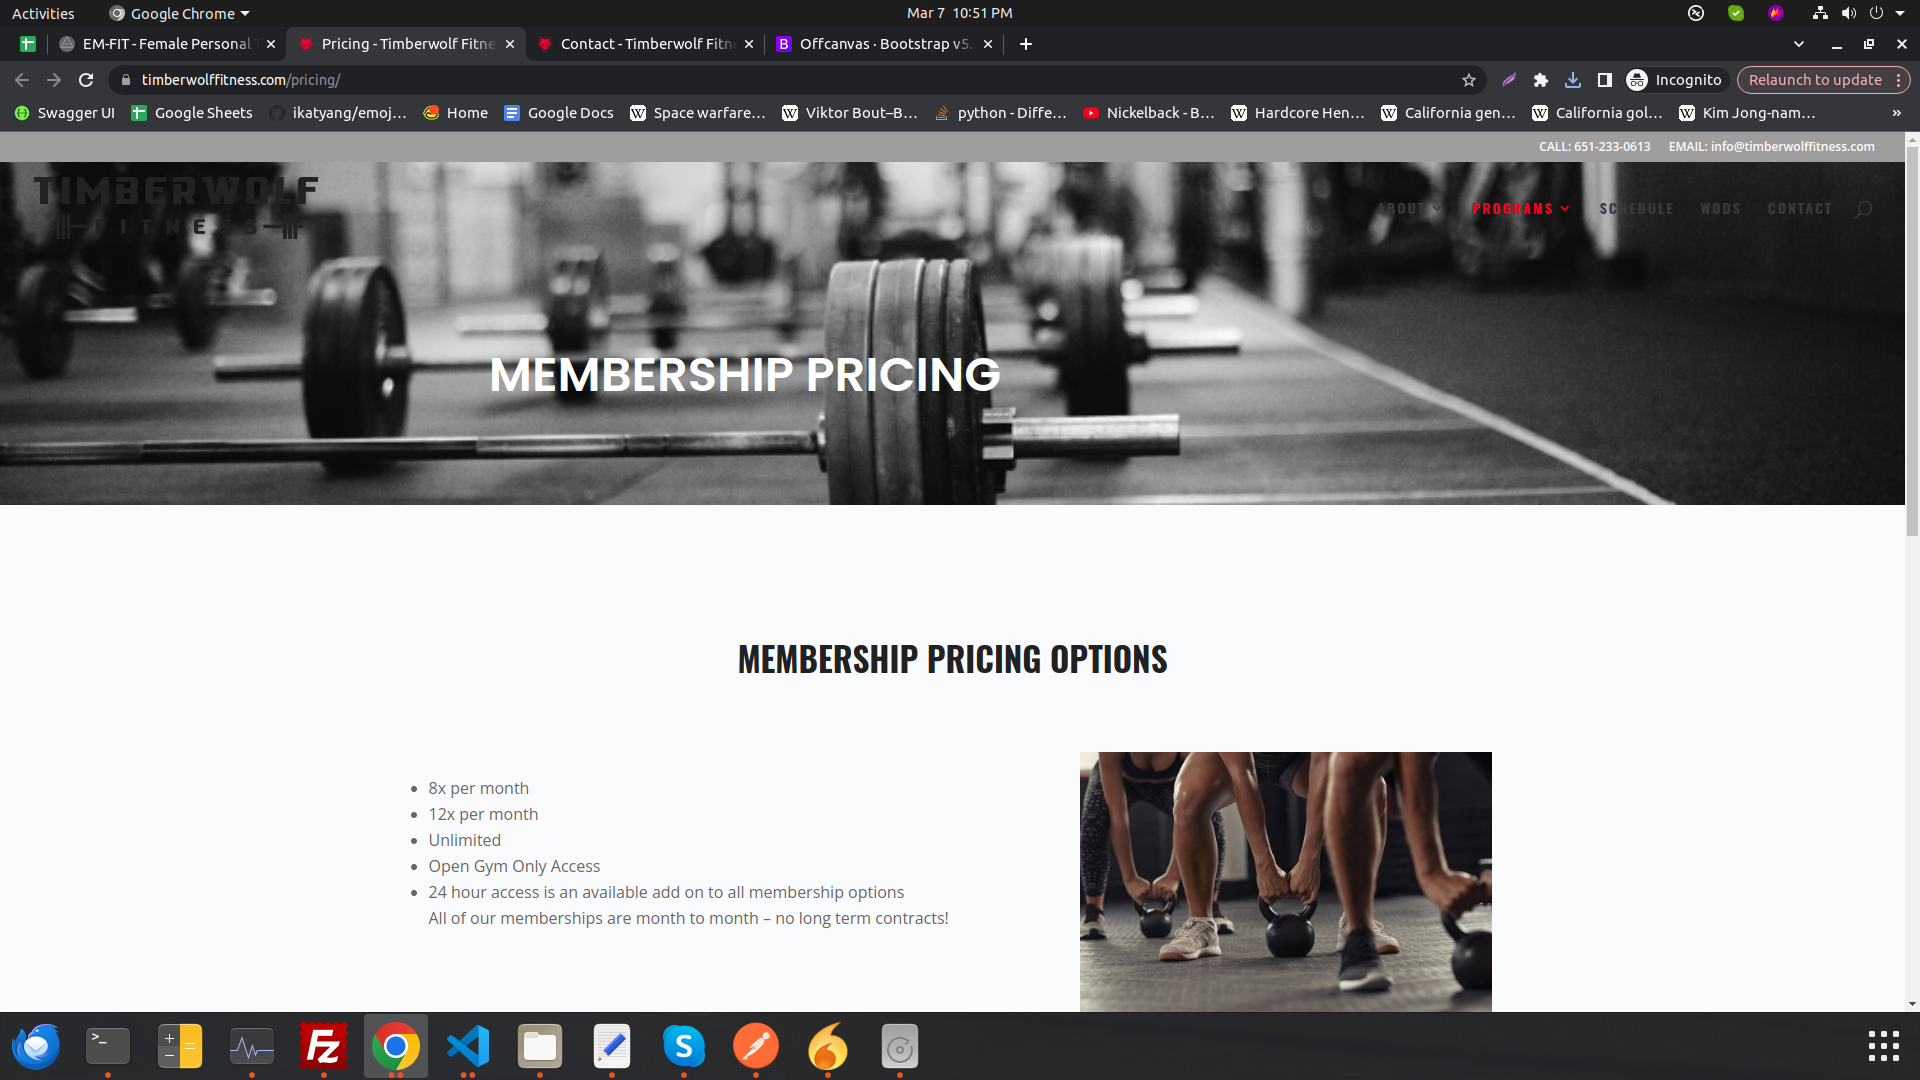 Activities
Google Chrome
Mar 7 10:51 PM
EM-FIT - Female Personal
Pricing - Timberwolf Fitne
Contact - Timberwolf Fitn
Offcanvas · Bootstrap v5.
timberwolffitness.com/pricing/
Incognito
Relaunch to update
Swagger UI
Google Sheets
ikatyang/emoj…
Home
Google Docs
Space warfare…
Viktor Bout–B…
python - Diffe…
Nickelback - B…
Hardcore Hen…
California gen…
California gol…
Kim Jong-nam…
»
CALL: 651-233-0613
EMAIL: info@timberwolffitness.com
TIMBERWOLF
FITNESS
ABOUT
PROGRAMS
SCHEDULE
WODS
CONTACT
MEMBERSHIP PRICING
MEMBERSHIP PRICING OPTIONS
8x per month
12x per month
Unlimited
Open Gym Only Access
24 hour access is an available add on to all membership options
All of our memberships are month to month – no long term contracts!